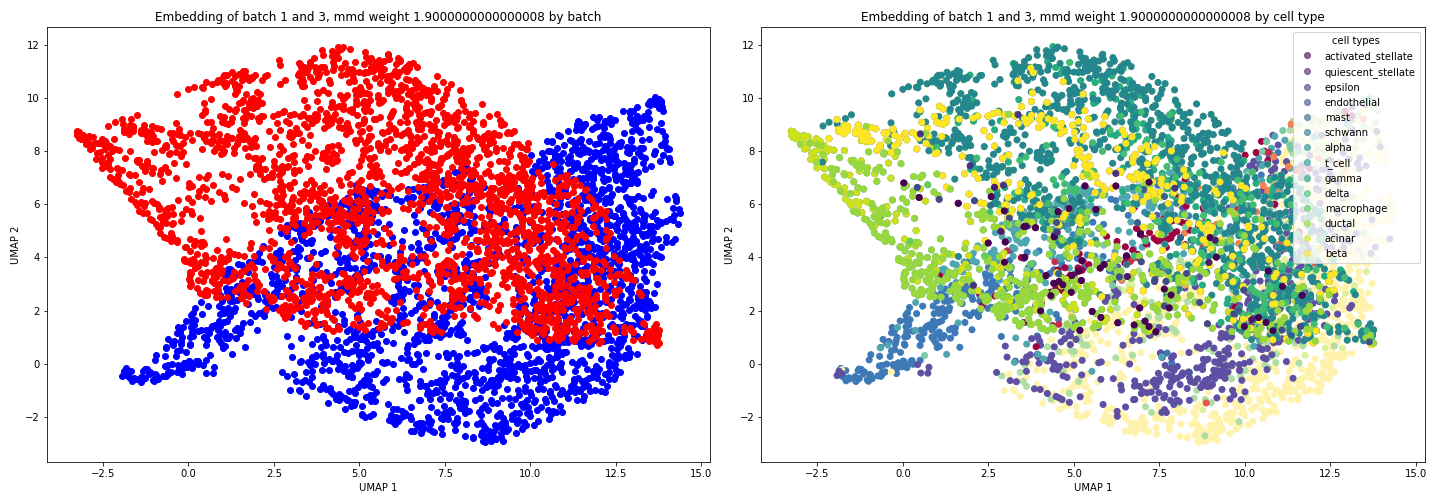 Embedding of batch 1 and 3, mmd weight 1.9000000000000008 by batch
12
10
8
6
4
2
0
−2
UMAP 2
−2.5
0.0
2.5
5.0
7.5
10.0
12.5
15.0
UMAP 1
Embedding of batch 1 and 3, mmd weight 1.9000000000000008 by cell type
12
10
8
6
4
2
0
−2
UMAP 2
−2.5
0.0
2.5
5.0
7.5
10.0
12.5
15.0
UMAP 1
cell types
activated_stellate
quiescent_stellate
epsilon
endothelial
mast
schwann
alpha
t_cell
gamma
delta
macrophage
ductal
acinar
beta